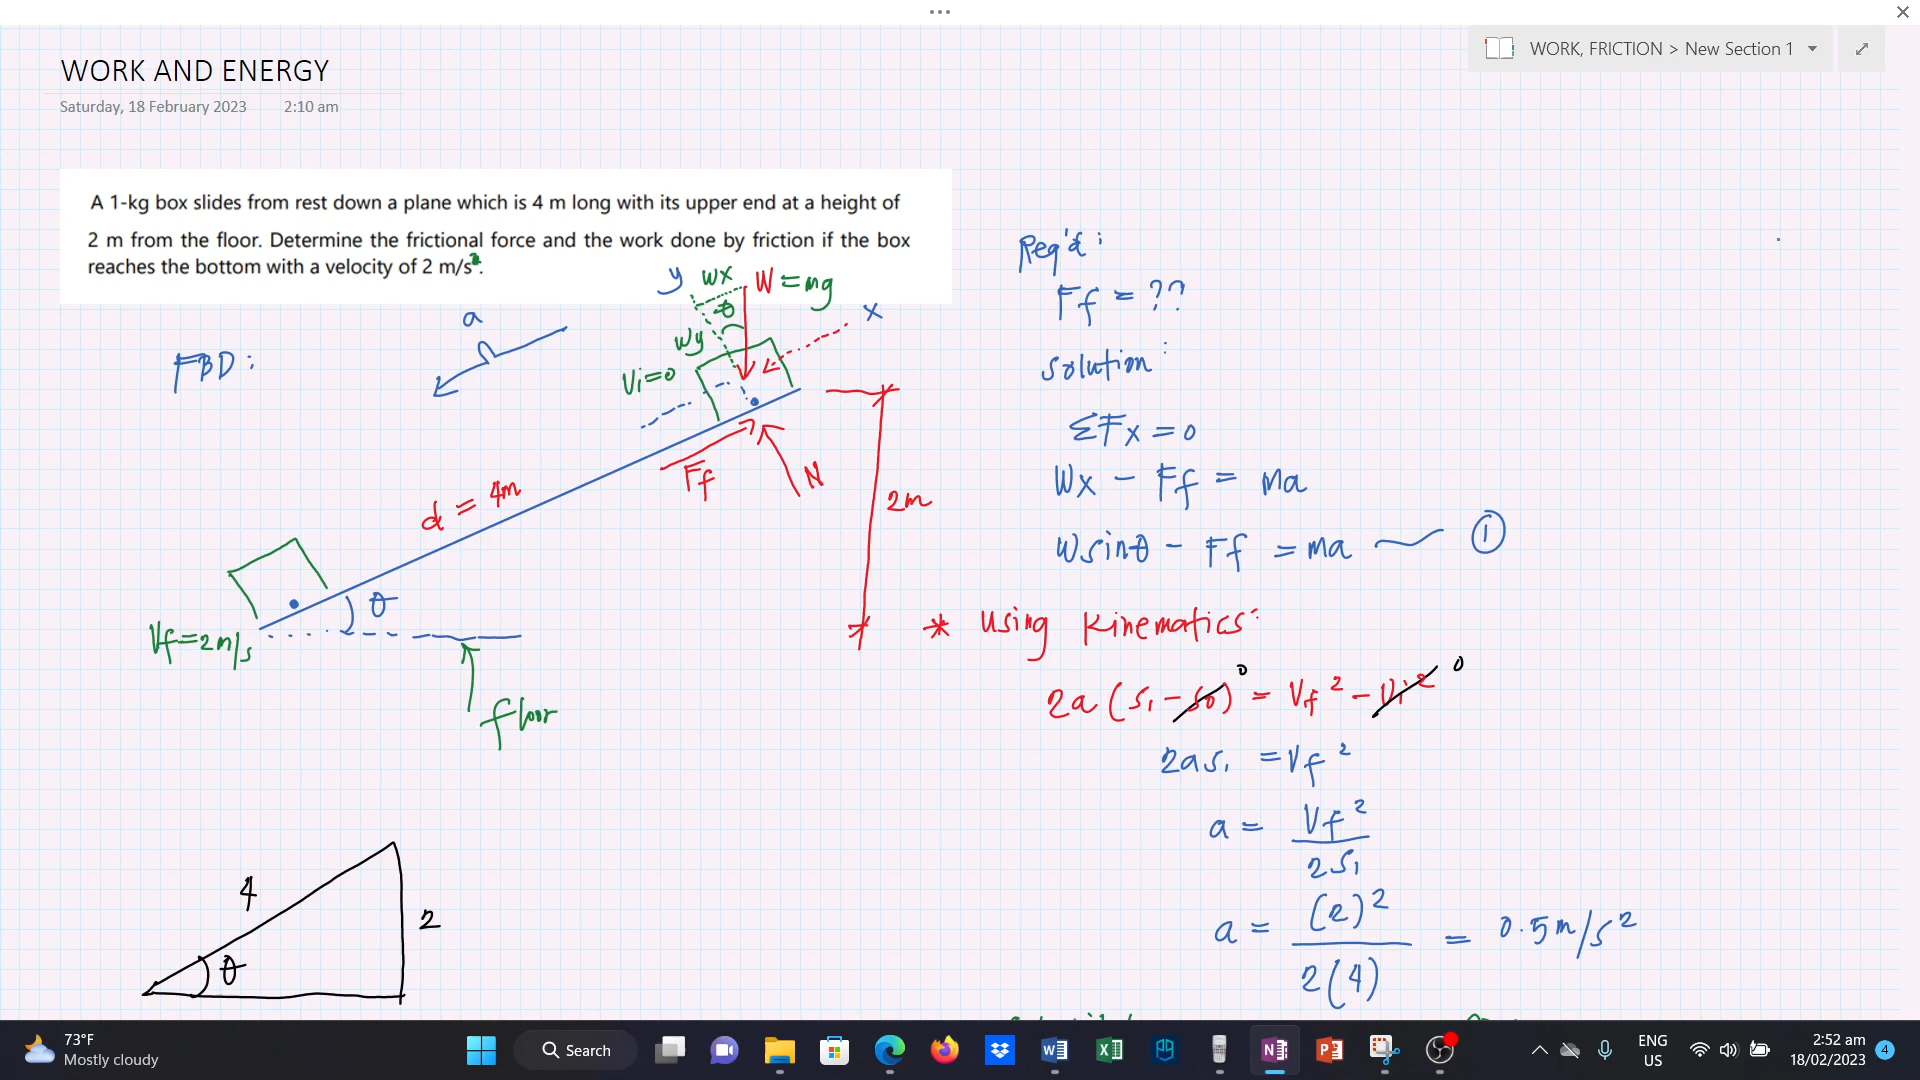 WORK, FRICTION > New Section 1
WORK AND ENERGY
Saturday, 18 February 2023 2:10 am
A 1-kg box slides from rest down a plane which is 4 m long with its upper end at a height of
2 m from the floor. Determine the frictional force and the work done by friction if the box
reaches the bottom with a velocity of 2 m/s².
FBD:
a
y
Wx
W = mg
θ
x
Wy
Vi=0
Ff
N
d = 4m
2m
θ
Vf=2m/s
floor
4
2
θ
Req'd:
Ff = ??
Solution:
ΣFx = 0
Wx - Ff = ma
Wsinθ - Ff = ma ①
* Using Kinematics:
2a(S₁ - S₀)⁰ = Vf² - Vi² 0
2aS₁ = Vf²
a = Vf² / 2S₁
a = (2)² / 2(4) = 0.5 m/s²
73°F
Mostly cloudy
Search
ENG
US
2:52 am
18/02/2023
4